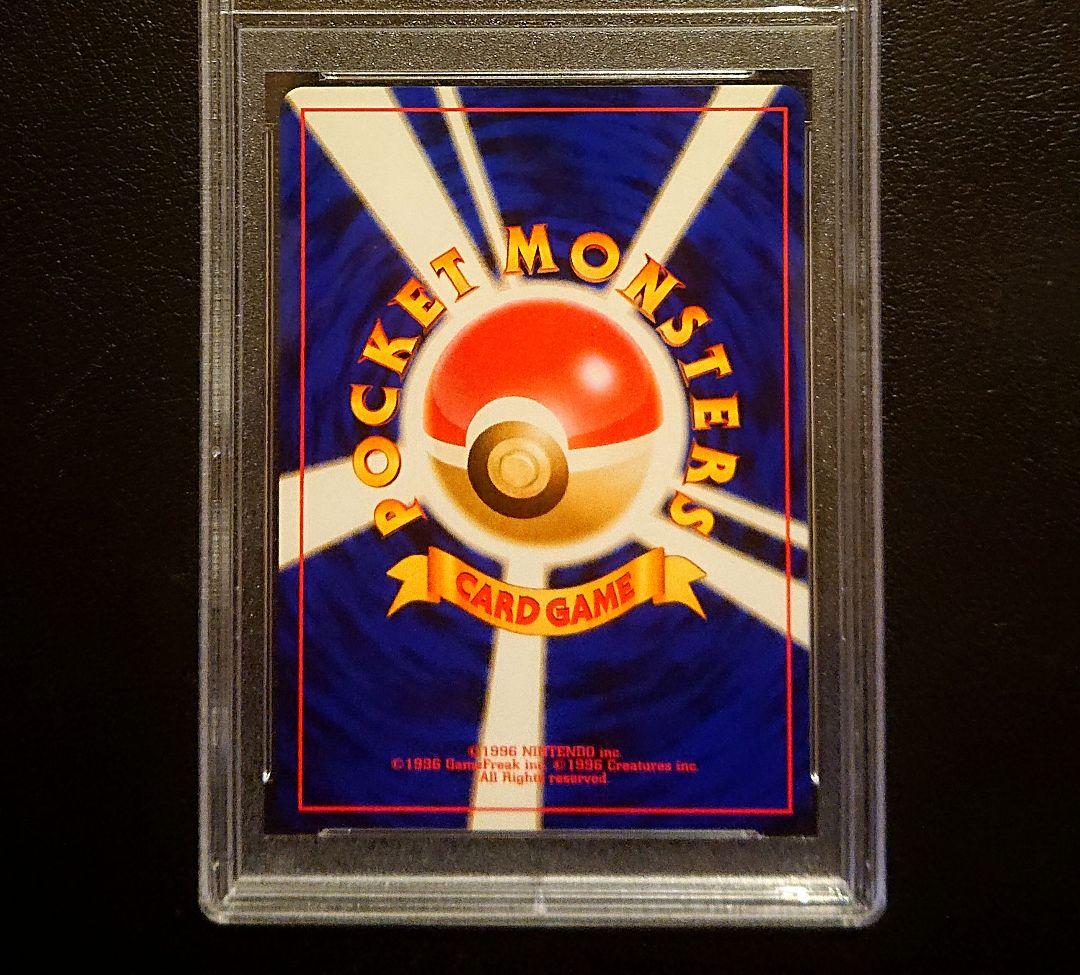 POCKET MONSTERS
CARD GAME
©1996 NINTENDO inc.
©1996 GameFreak inc. ©1996 Creatures inc.
All Rights reserved.